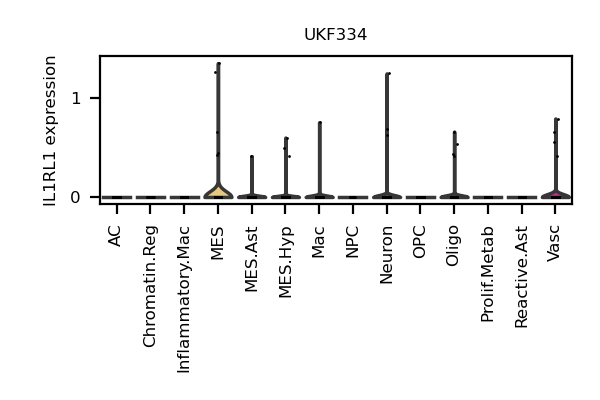 UKF334
IL1RL1 expression
1
0
AC
Chromatin.Reg
Inflammatory.Mac
MES
MES.Ast
MES.Hyp
Mac
NPC
Neuron
OPC
Oligo
Prolif.Metab
Reactive.Ast
Vasc